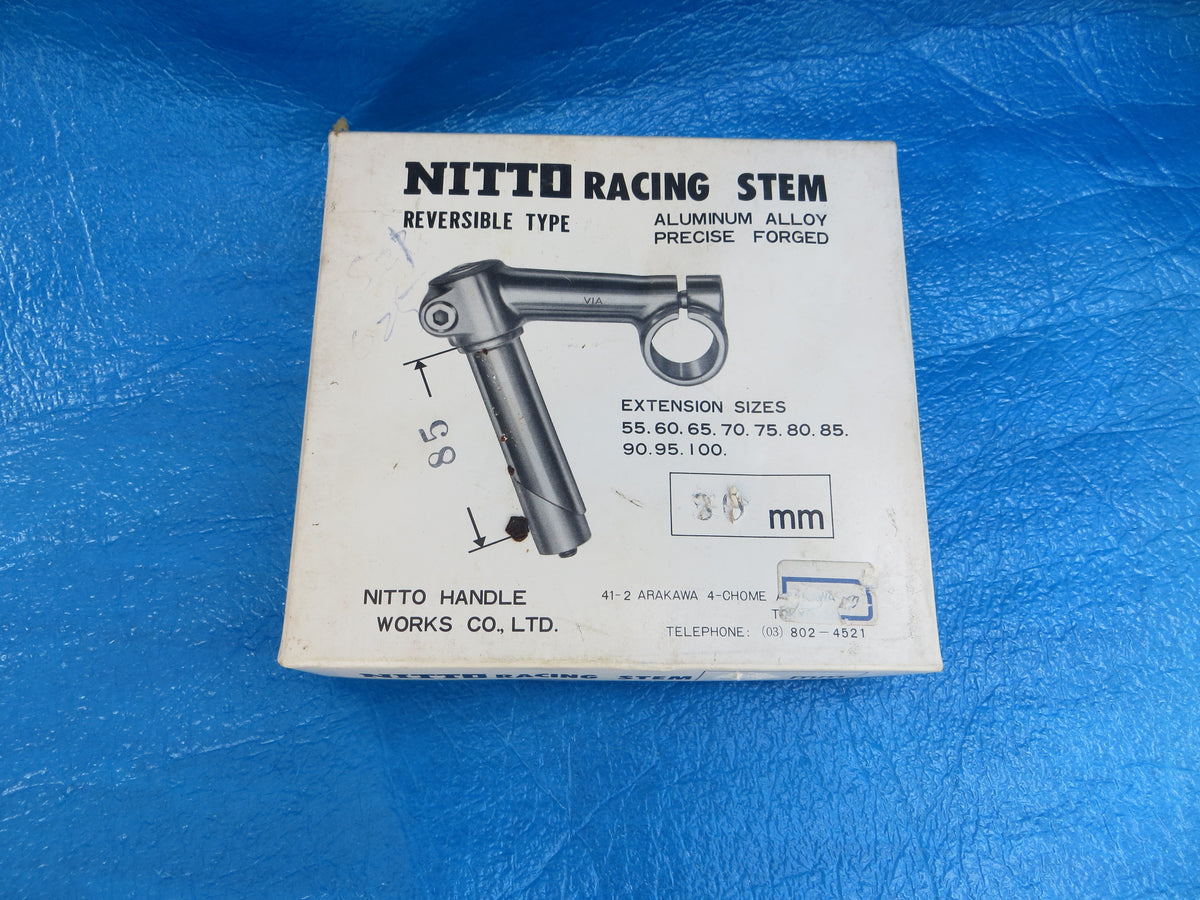 NITTO RACING STEM
REVERSIBLE TYPE
ALUMINUM ALLOY
PRECISE FORGED
VIA
85
EXTENSION SIZES
55.60.65.70.75.80.85.
90.95.100.
80 mm
NITTO HANDLE
WORKS CO., LTD.
41-2 ARAKAWA 4-CHOME
TELEPHONE: (03) 802-4521
NITTO RACING STEM mm